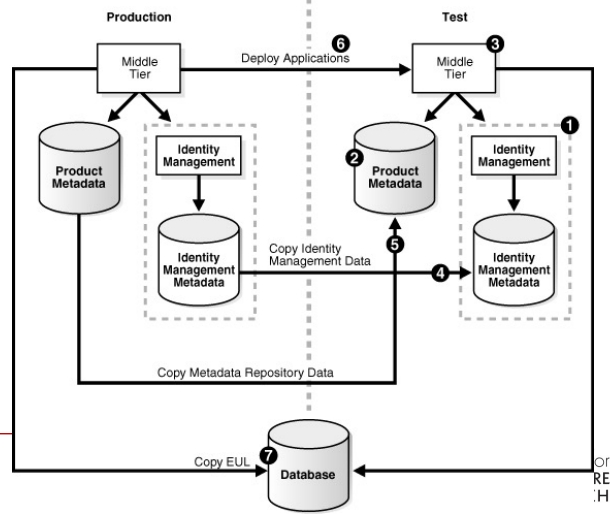 Production
Test
Middle
Tier
6
Deploy Applications
Middle
Tier
3
Product
Metadata
Identity
Management
Identity
Management
Metadata
2
Product
Metadata
1
Identity
Management
Identity
Management
Metadata
5
Copy Identity
Management Data
4
Copy Metadata Repository Data
Copy EUL
7
Database
or
RE
:H